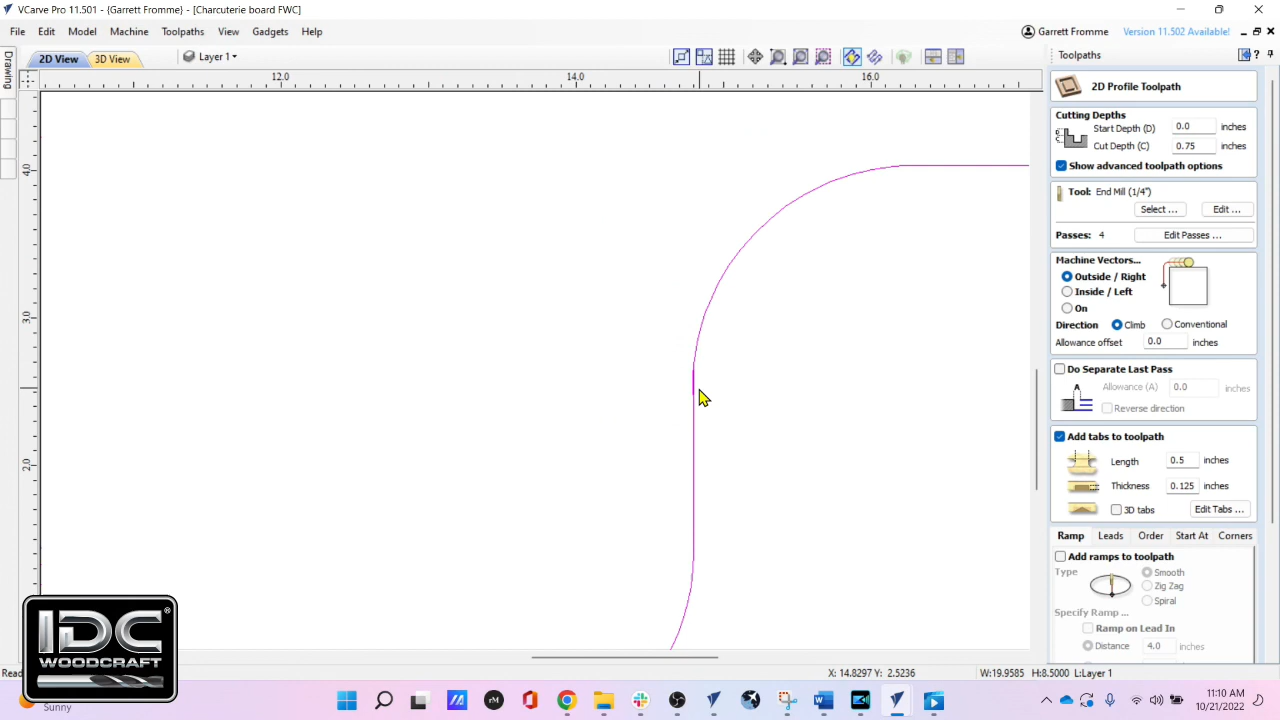 VCarve Pro 11.501 - {Garrett Fromme} - [Charcuterie board FWC]
File Edit Model Machine Toolpaths View Gadgets Help
Garrett Fromme Version 11.502 Available!
2D View 3D View Layer 1
Toolpaths
Drawing
12.0 14.0 16.0
4.0
3.0
2.0
2D Profile Toolpath
Cutting Depths
Start Depth (D) 0.0 inches
Cut Depth (C) 0.75 inches
Show advanced toolpath options
Tool: End Mill (1/4")
Select ... Edit ...
Passes: 4 Edit Passes ...
Machine Vectors...
Outside / Right
Inside / Left
On
Direction Climb Conventional
Allowance offset 0.0 inches
Do Separate Last Pass
A Allowance (A) 0.0 inches
Reverse direction
Add tabs to toolpath
Length 0.5 inches
Thickness 0.125 inches
3D tabs Edit Tabs ...
Ramp Leads Order Start At Corners
Add ramps to toolpath
Type Smooth
Zig Zag
Spiral
Specify Ramp ...
Ramp on Lead In
Distance 4.0 inches
IDC®
WOODCRAFT
Read
X: 14.8297 Y: 2.5236 W:19.9585 H:8.5000 L:Layer 1
Sunny
rM
11:10 AM
10/21/2022